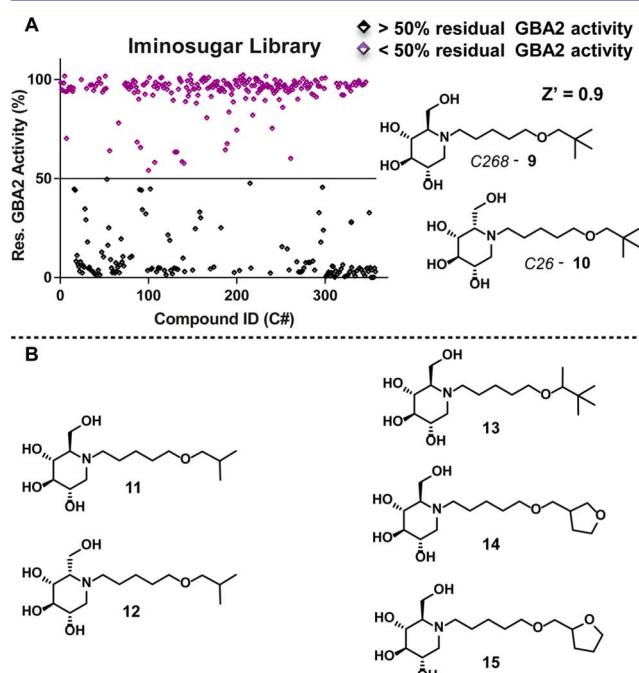 A
Iminosugar Library
> 50% residual GBA2 activity
< 50% residual GBA2 activity
Z' = 0.9
Res. GBA2 Activity (%)
100
50
0
0
100
200
300
Compound ID (C#)
OH
HO
N
O
HO
OH
C268 - 9
OH
HO
N
O
HO
OH
C26 - 10
B
OH
HO
N
O
HO
OH
11
OH
HO
N
O
HO
OH
12
OH
HO
N
O
HO
OH
13
OH
HO
N
O
O
HO
OH
14
OH
HO
N
O
O
HO
OH
15